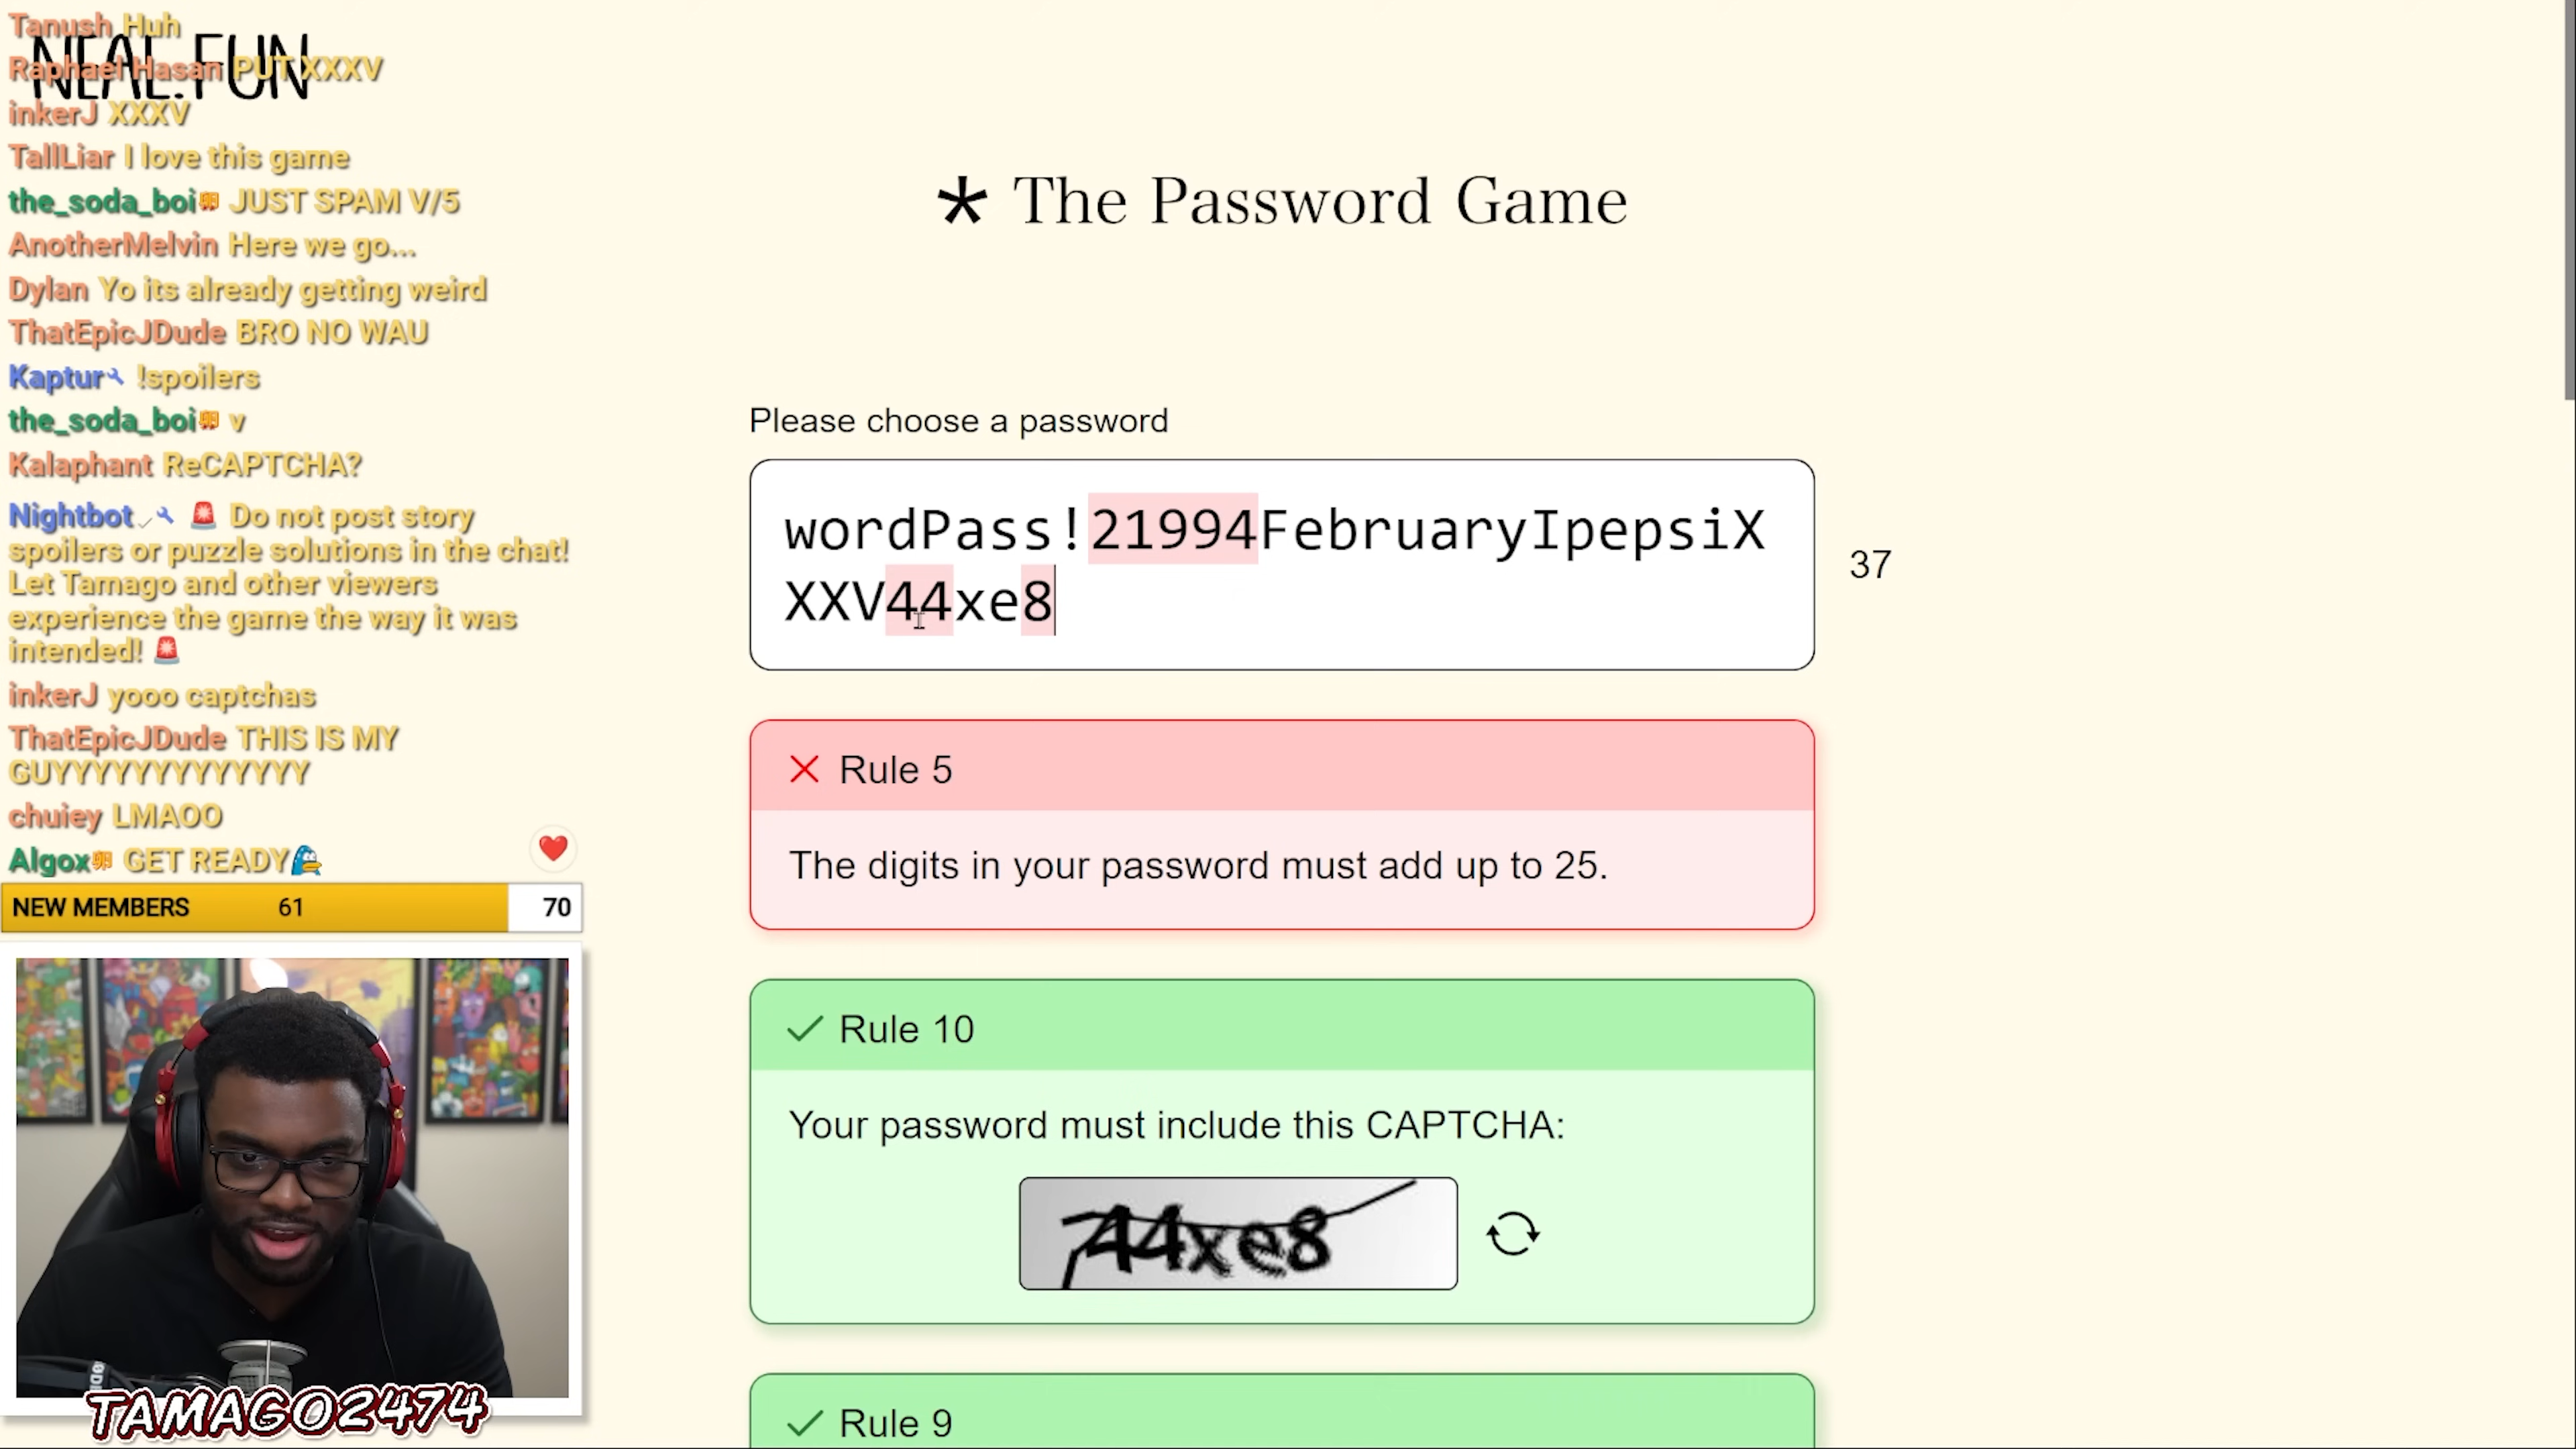 Tanush Huh
NEAL.FUN
Raphael Hasan PUT XXXV
inkerJ XXXV
TallLiar I love this game
the_soda_boi JUST SPAM V/5
AnotherMelvin Here we go...
Dylan Yo its already getting weird
ThatEpicJDude BRO NO WAU
Kaptur !spoilers
the_soda_boi v
Kalaphant ReCAPTCHA?
Nightbot 🚨 Do not post story
spoilers or puzzle solutions in the chat!
Let Tamago and other viewers
experience the game the way it was
intended! 🚨
inkerJ yooo captchas
ThatEpicJDude THIS IS MY
GUYYYYYYYYYYYYY
chuiey LMAOO
Algox GET READY
NEW MEMBERS 61 70
TAMAGO2474
* The Password Game
Please choose a password
wordPass!21994FebruaryIpepsiX
XXV44xe8
37
Rule 5
The digits in your password must add up to 25.
Rule 10
Your password must include this CAPTCHA:
44xe8
Rule 9